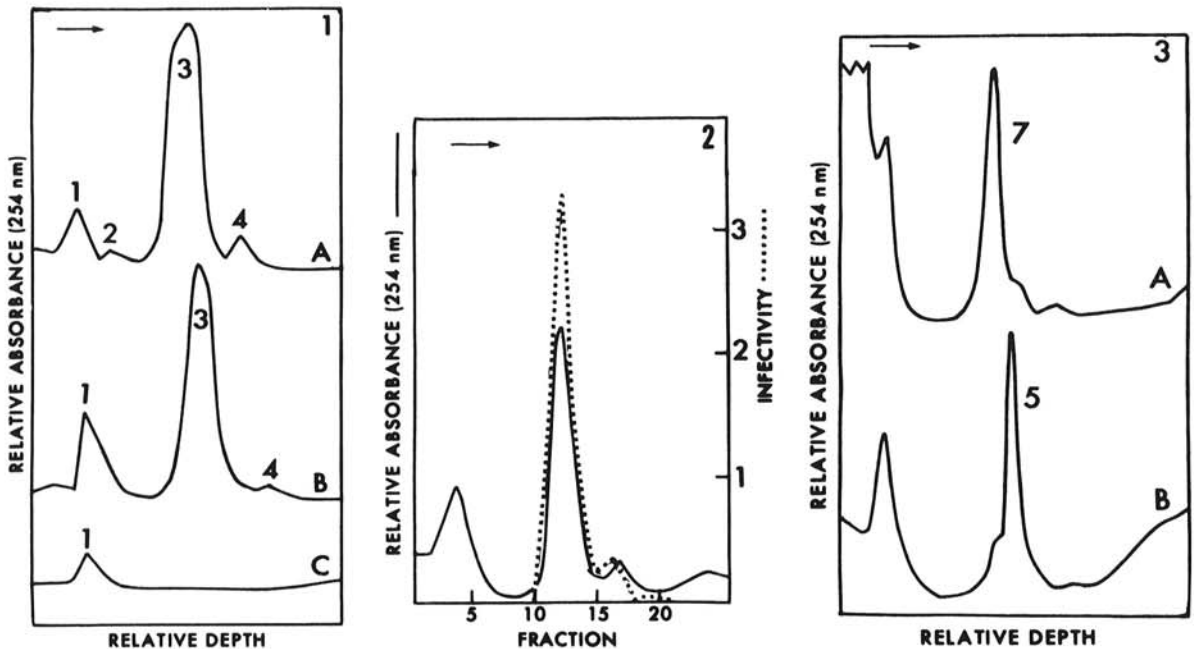 1
RELATIVE ABSORBANCE (254 nm)
3
1
2
4
A
3
1
4
B
1
C
RELATIVE DEPTH
2
RELATIVE ABSORBANCE (254 nm)
3
2
1
INFECTIVITY
5 10 15 20
FRACTION
3
RELATIVE ABSORBANCE (254 nm)
7
A
5
B
RELATIVE DEPTH